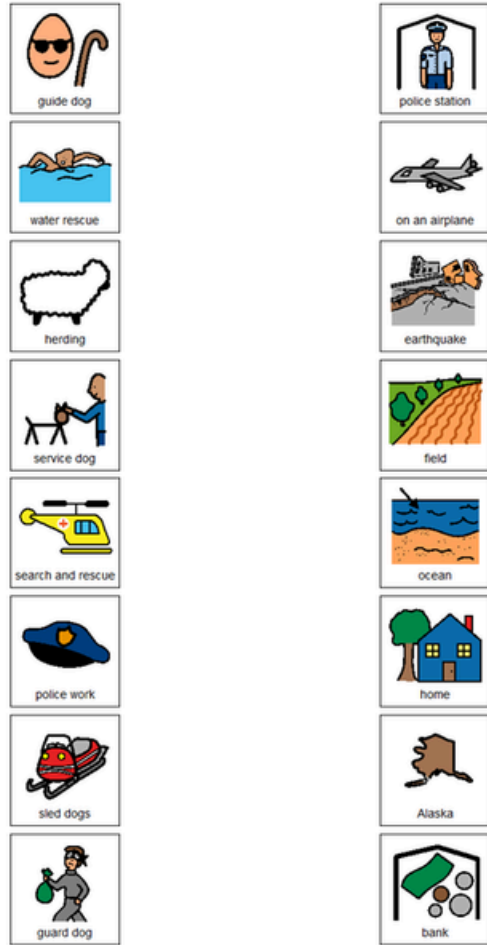 guide dog
police station
water rescue
on an airplane
herding
earthquake
service dog
field
search and rescue
ocean
police work
home
sled dogs
Alaska
guard dog
bank